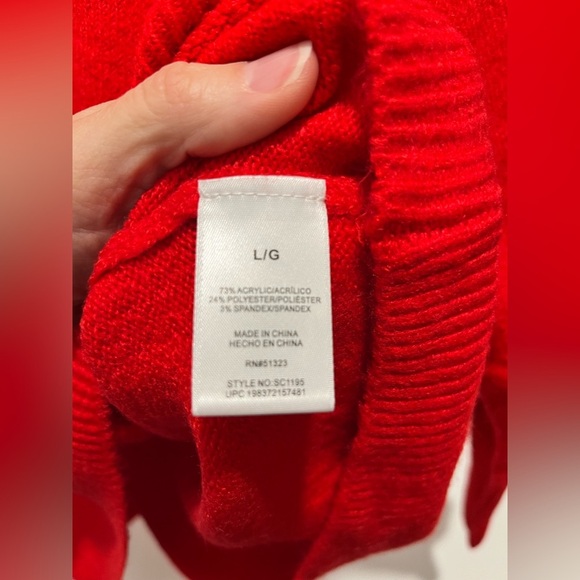 L/G
73% ACRYLIC/ACRÍLICO
24% POLYESTER/POLIÉSTER
3% SPANDEX/SPANDEX
MADE IN CHINA
HECHO EN CHINA
RN#51323
STYLE NO:SC1195
UPC 198372157481